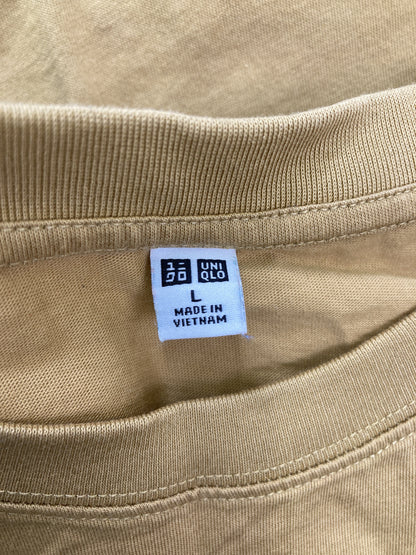 ユニ UNI
クロ QLO
L
MADE IN
VIETNAM